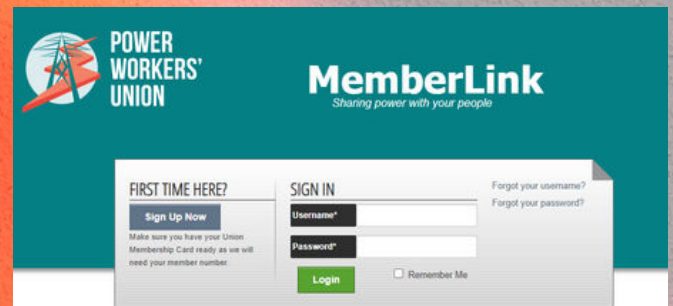 POWER
WORKERS'
UNION
MemberLink
Sharing power with your people
FIRST TIME HERE?
Sign Up Now
Make sure you have your Union
Membership Card ready as we will
need your member number.
SIGN IN
Username*
Password*
Login
Remember Me
Forgot your username?
Forgot your password?